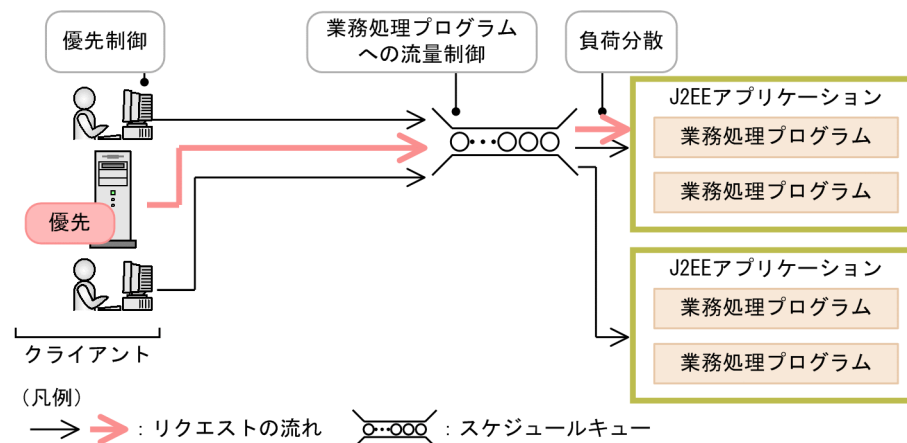 優先制御
業務処理プログラム
への流量制御
負荷分散
J2EEアプリケーション
業務処理プログラム
業務処理プログラム
優先
J2EEアプリケーション
業務処理プログラム
業務処理プログラム
クライアント
(凡例)
:リクエストの流れ
:スケジュールキュー